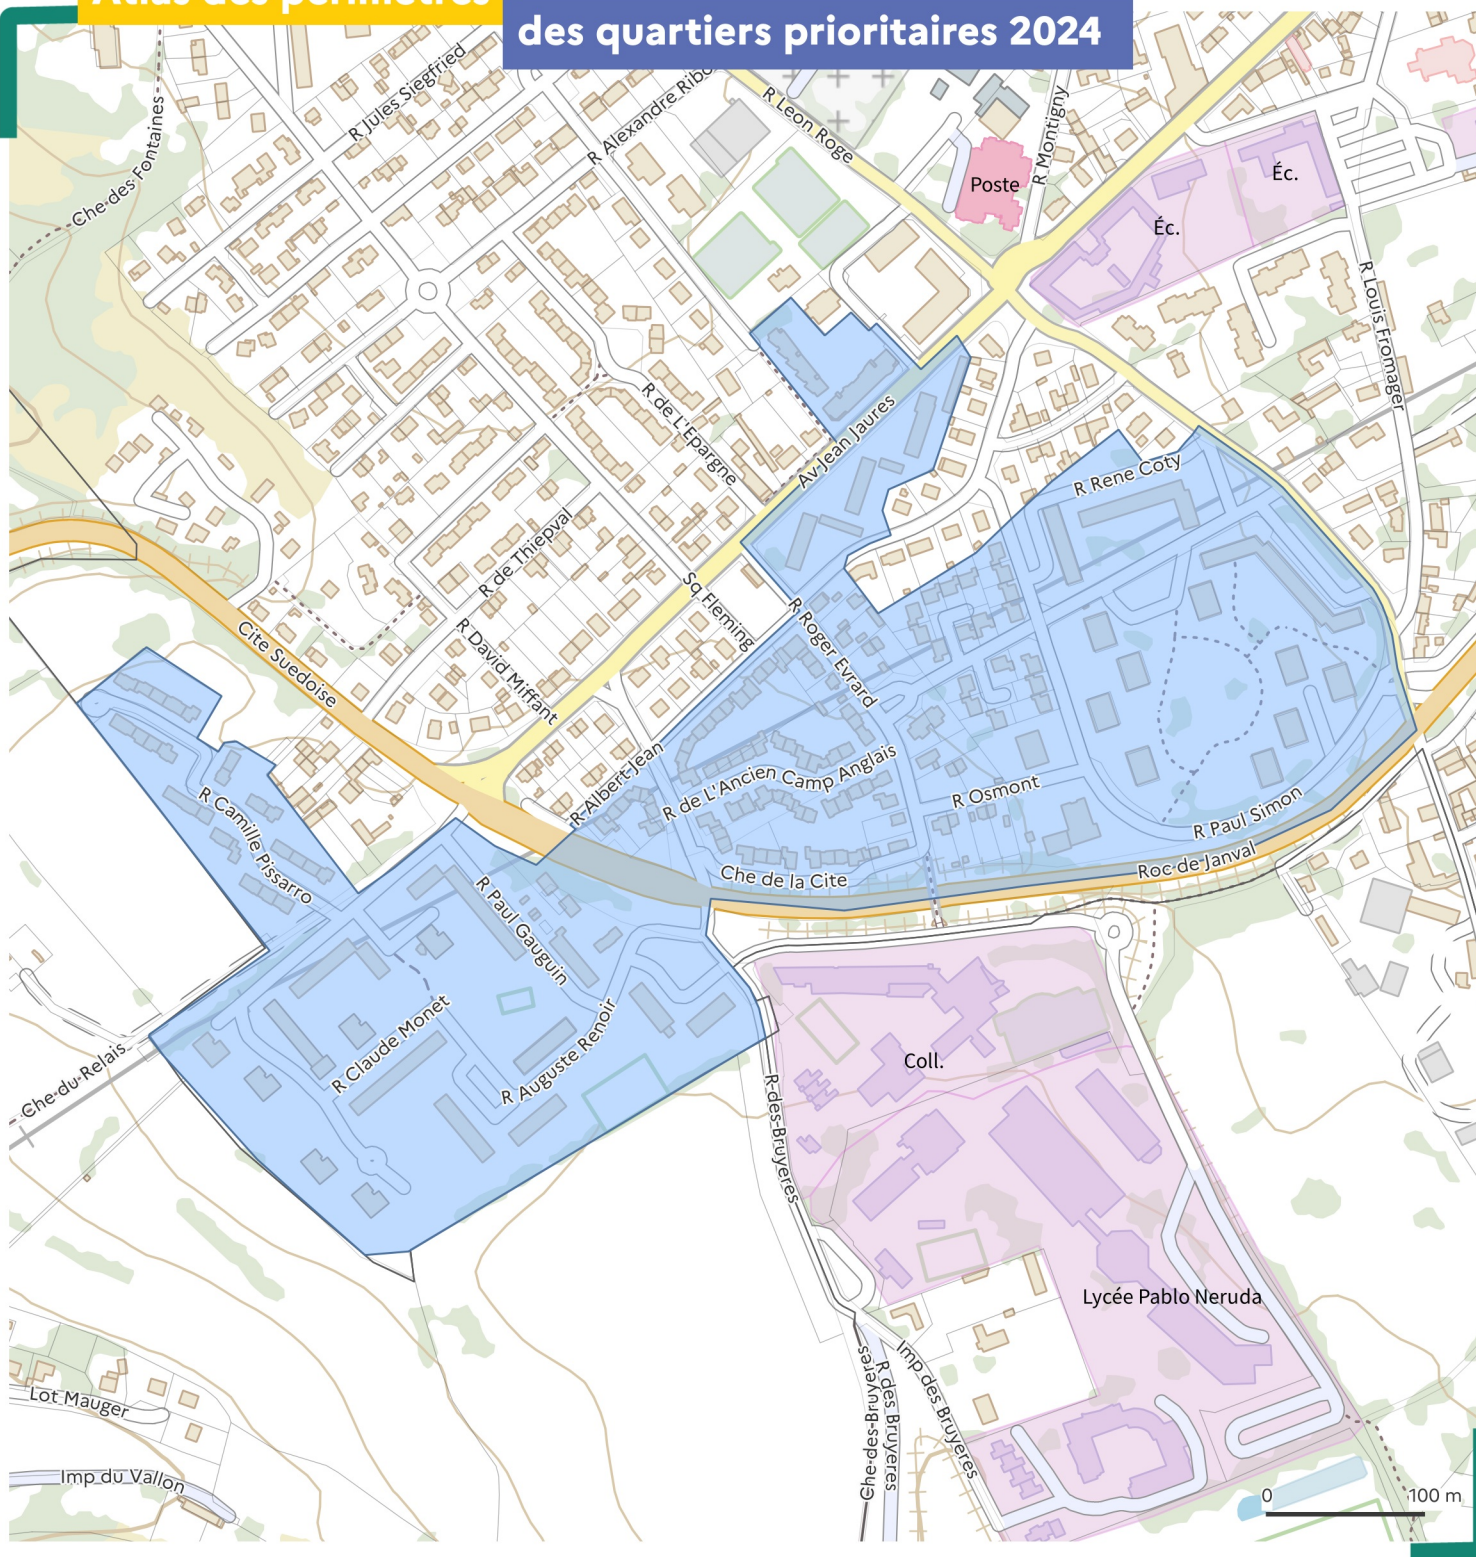 Atlas des périmètres
des quartiers prioritaires 2024
R Jules Siegfried
R Alexandre Ribo
R Leon Roge
R Montigny
Che des Fontaines
Poste
Éc.
Éc.
R Louis Fromager
R de L'Epargne
Av Jean Jaures
R Rene Coty
R de Thiepval
Sq Fleming
R Roger Evrard
Cite Suedoise
R David Miffant
R Albert Jean
R de L'Ancien Camp Anglais
R Osmont
R Paul Simon
R Camille Pissarro
Che de la Cite
Roc de Janval
R Paul Gauguin
R Claude Monet
R Auguste Renoir
Che du Relais
Coll.
R des Bruyeres
Lycée Pablo Neruda
Imp des Bruyeres
Che des Bruyeres
R des Bruyeres
Lot Mauger
Imp du Vallon
0 100 m